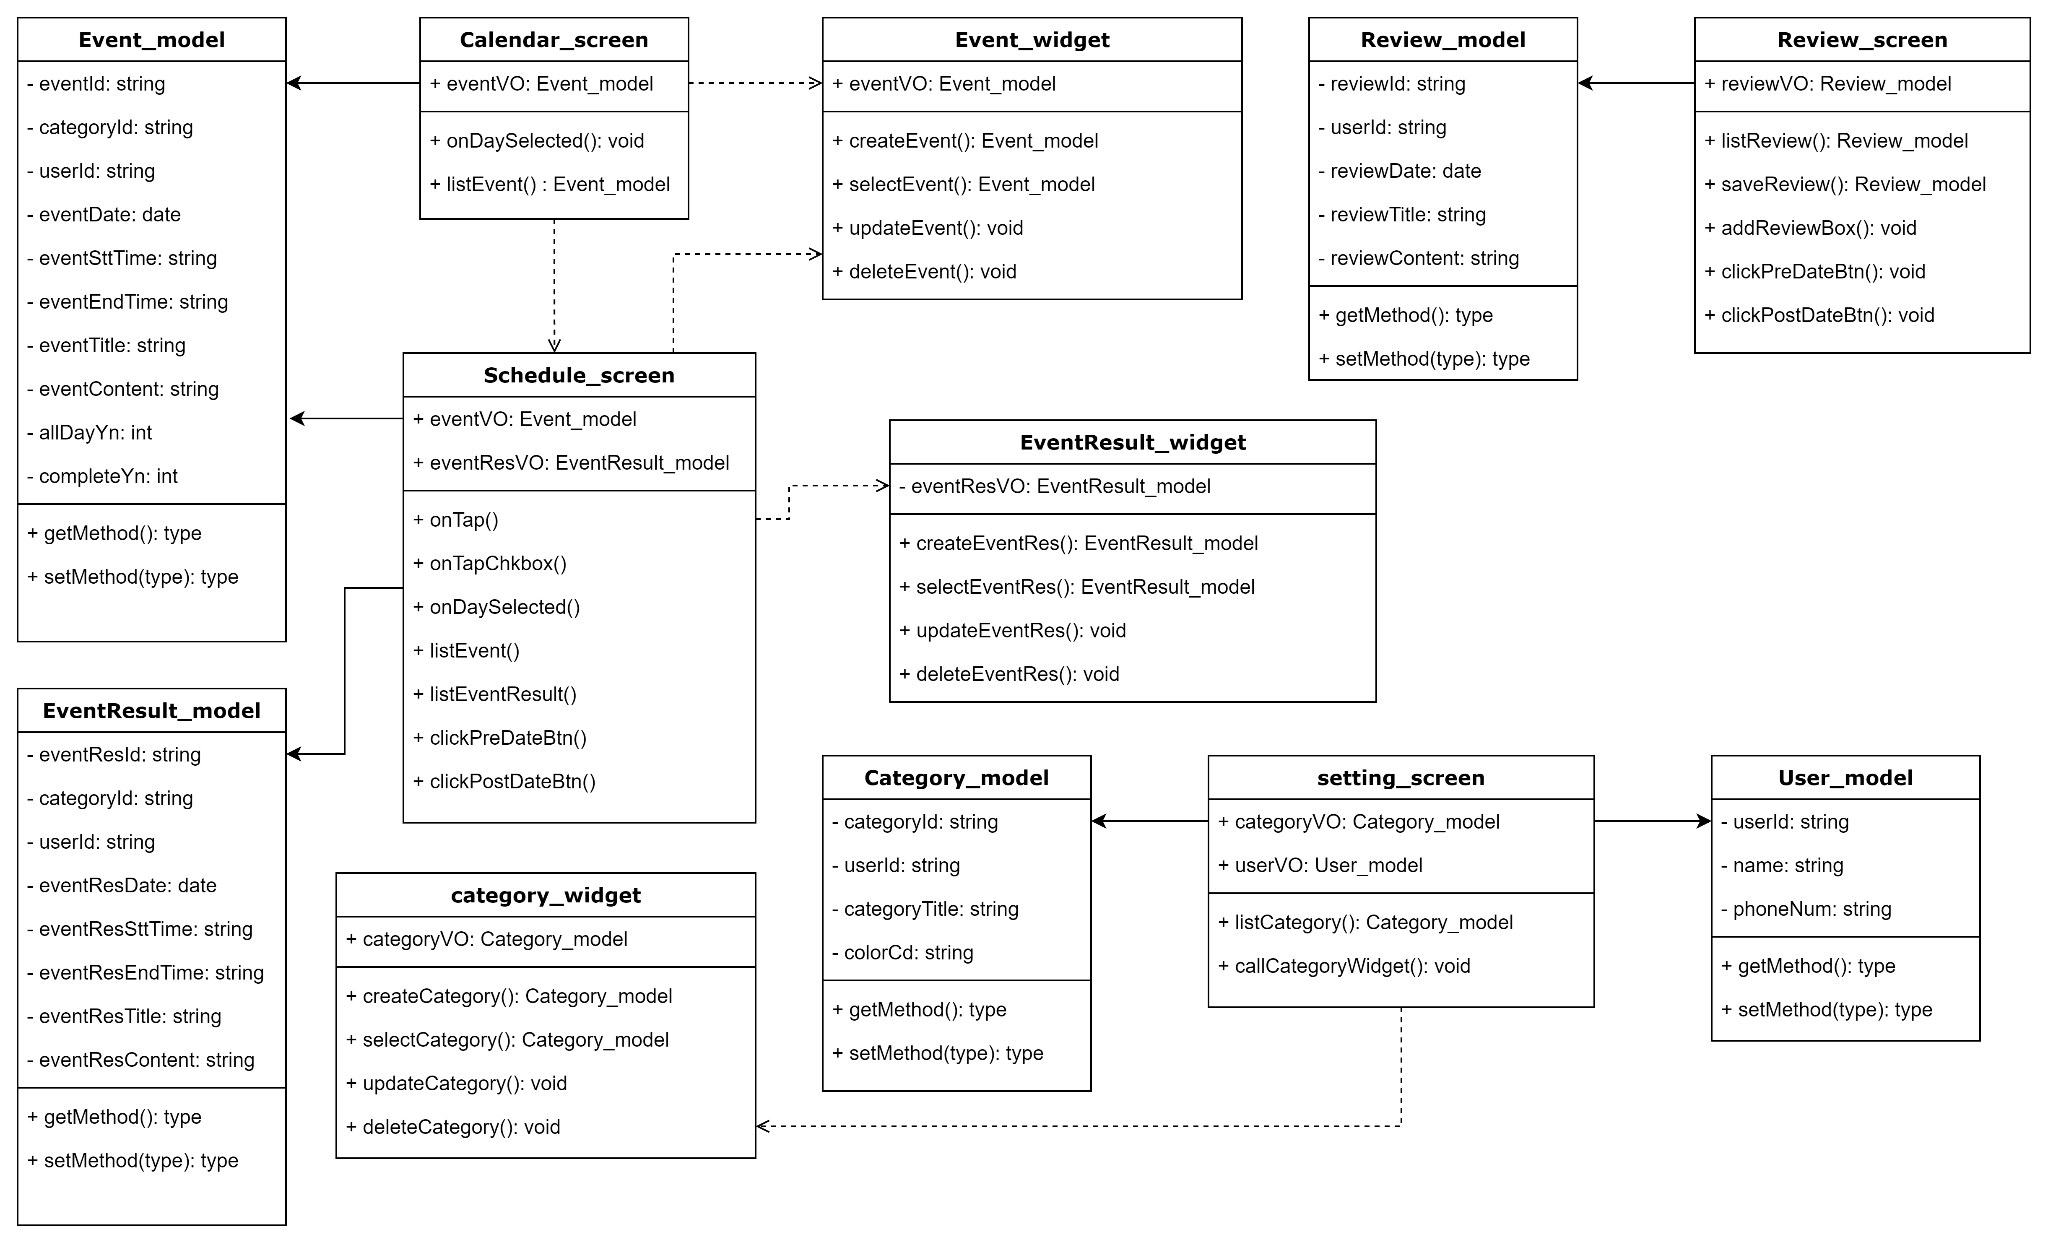 Event_model
- eventId: string
- categoryId: string
- userId: string
- eventDate: date
- eventSttTime: string
- eventEndTime: string
- eventTitle: string
- eventContent: string
- allDayYn: int
- completeYn: int
+ getMethod(): type
+ setMethod(type): type
Calendar_screen
+ eventVO: Event_model
+ onDaySelected(): void
+ listEvent() : Event_model
Event_widget
+ eventVO: Event_model
+ createEvent(): Event_model
+ selectEvent(): Event_model
+ updateEvent(): void
+ deleteEvent(): void
Review_model
- reviewId: string
- userId: string
- reviewDate: date
- reviewTitle: string
- reviewContent: string
+ getMethod(): type
+ setMethod(type): type
Review_screen
+ reviewVO: Review_model
+ listReview(): Review_model
+ saveReview(): Review_model
+ addReviewBox(): void
+ clickPreDateBtn(): void
+ clickPostDateBtn(): void
Schedule_screen
+ eventVO: Event_model
+ eventResVO: EventResult_model
+ onTap()
+ onTapChkbox()
+ onDaySelected()
+ listEvent()
+ listEventResult()
+ clickPreDateBtn()
+ clickPostDateBtn()
EventResult_widget
- eventResVO: EventResult_model
+ createEventRes(): EventResult_model
+ selectEventRes(): EventResult_model
+ updateEventRes(): void
+ deleteEventRes(): void
EventResult_model
- eventResId: string
- categoryId: string
- userId: string
- eventResDate: date
- eventResSttTime: string
- eventResEndTime: string
- eventResTitle: string
- eventResContent: string
+ getMethod(): type
+ setMethod(type): type
category_widget
+ categoryVO: Category_model
+ createCategory(): Category_model
+ selectCategory(): Category_model
+ updateCategory(): void
+ deleteCategory(): void
Category_model
- categoryId: string
- userId: string
- categoryTitle: string
- colorCd: string
+ getMethod(): type
+ setMethod(type): type
setting_screen
+ categoryVO: Category_model
+ userVO: User_model
+ listCategory(): Category_model
+ callCategoryWidget(): void
User_model
- userId: string
- name: string
- phoneNum: string
+ getMethod(): type
+ setMethod(type): type